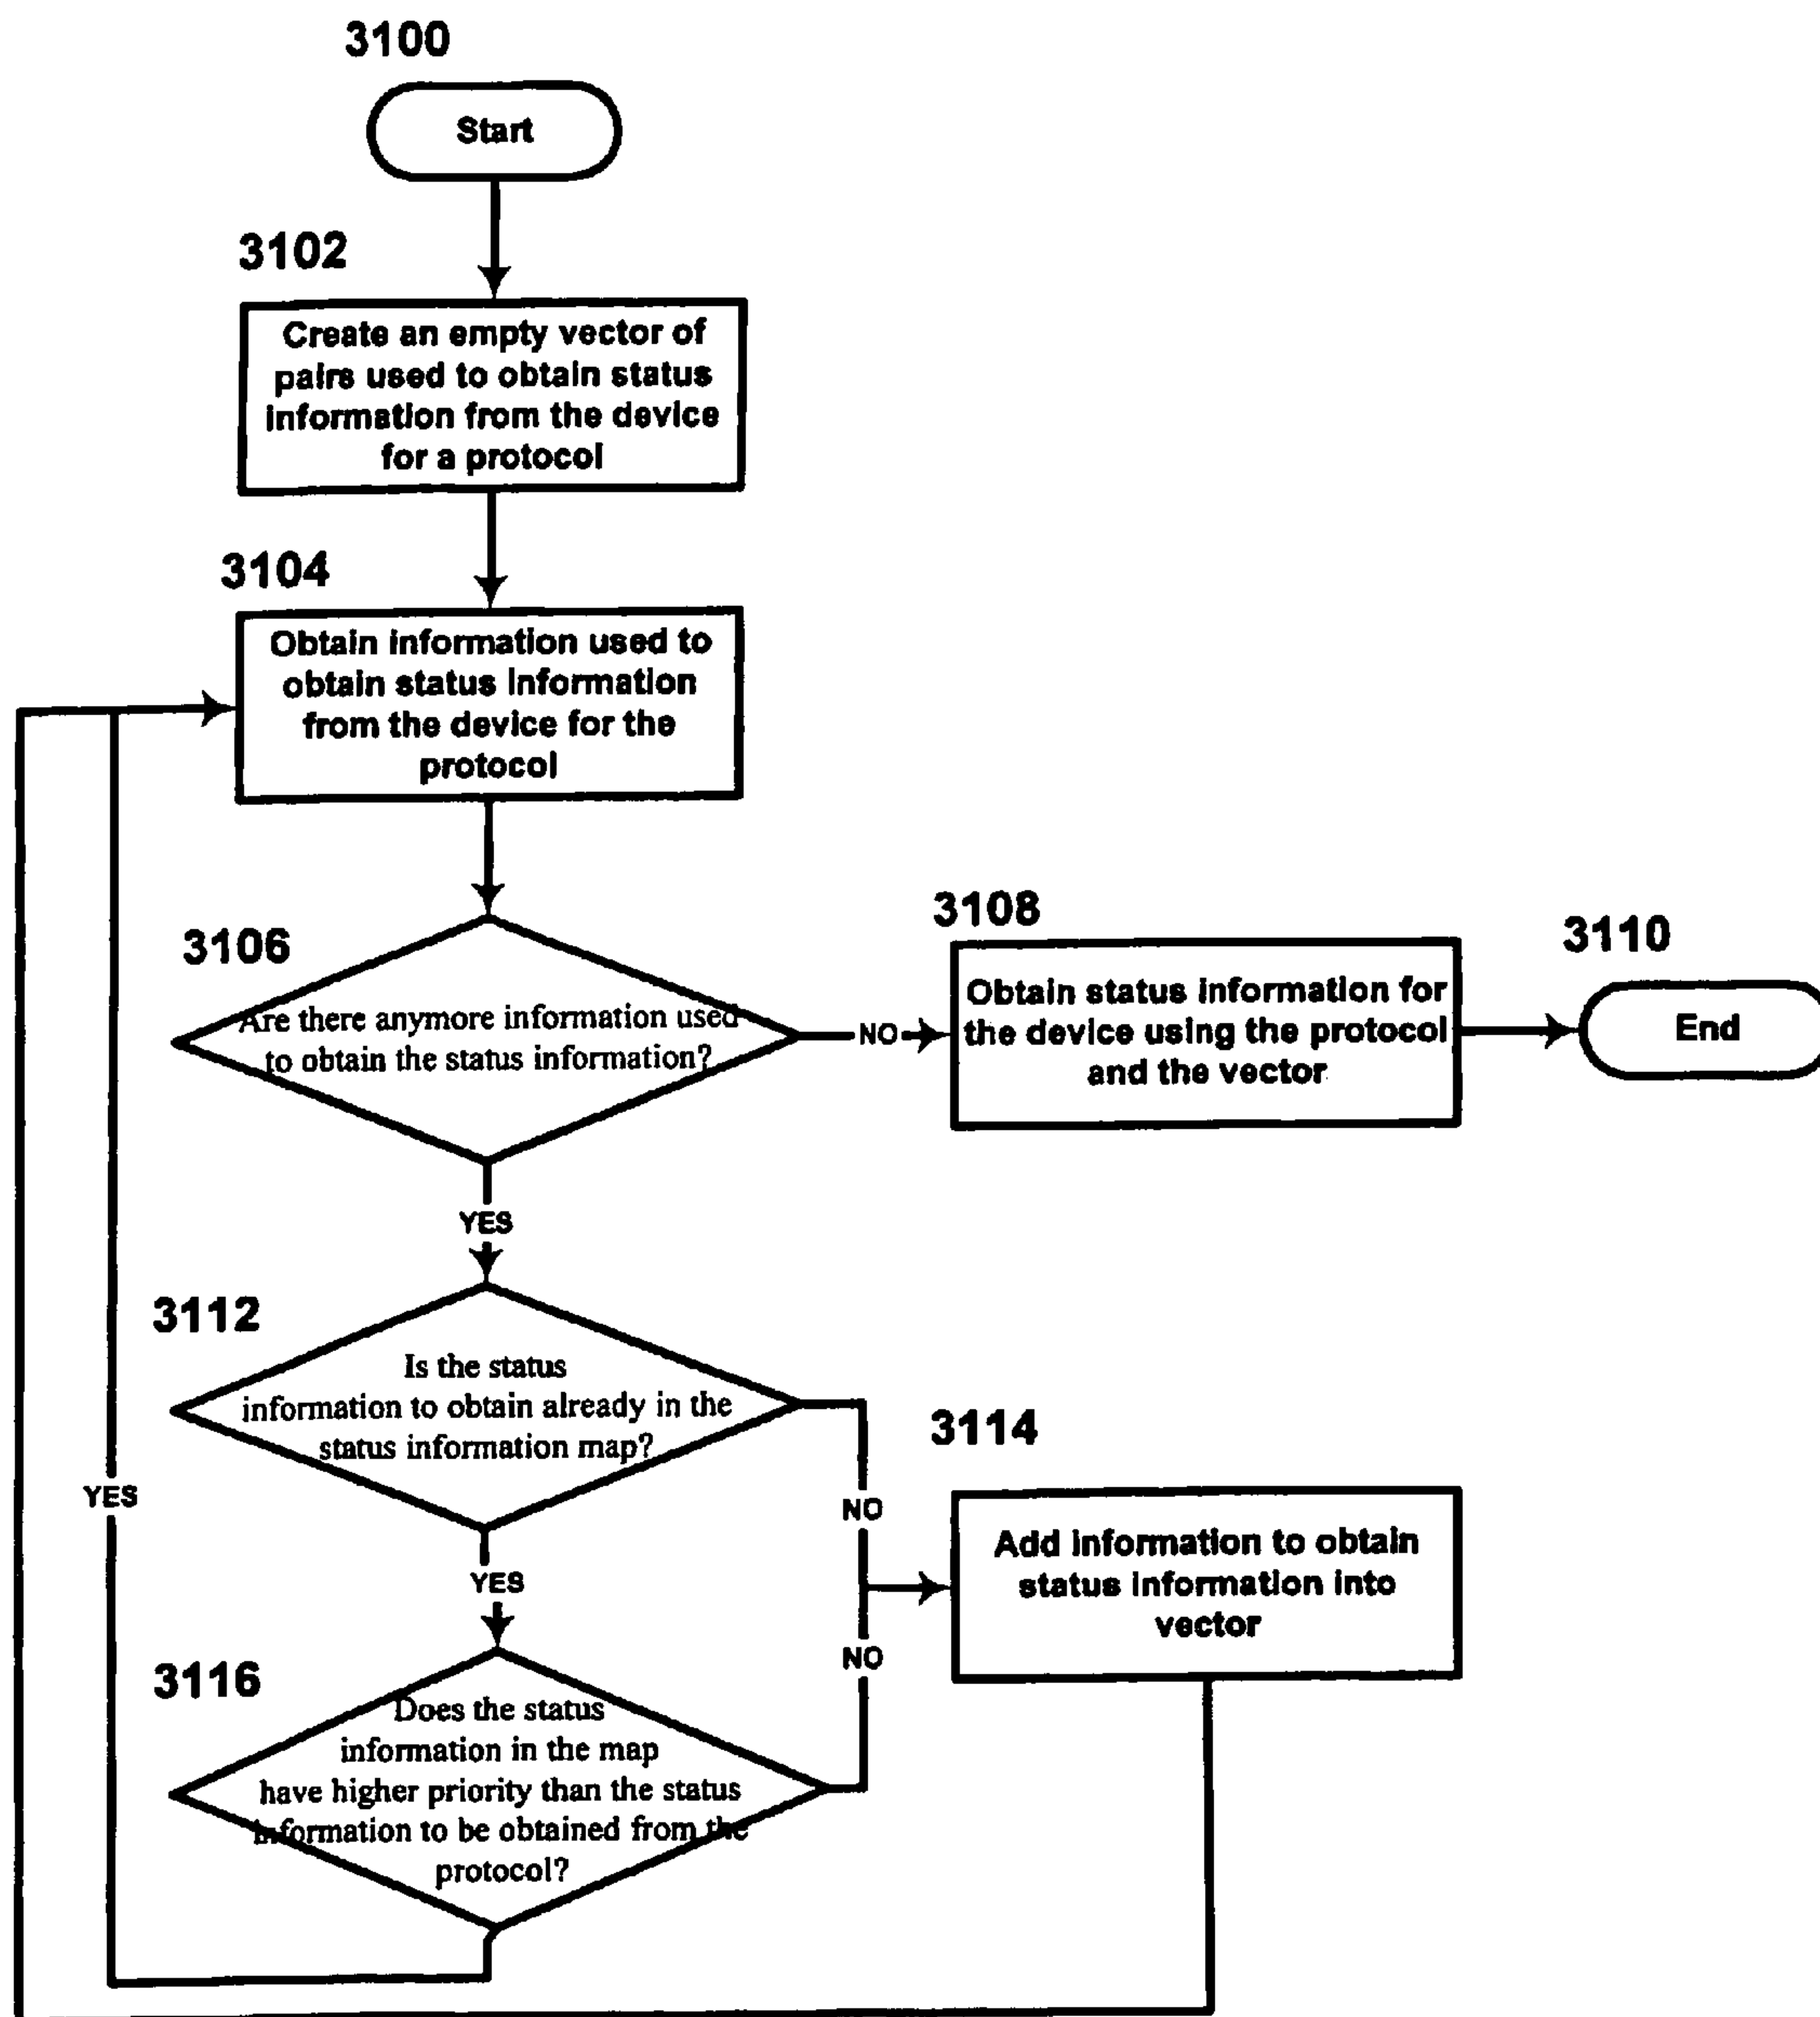 3100
Start
3102
Create an empty vector of
pairs used to obtain status
information from the device
for a protocol
3104
Obtain information used to
obtain status information
from the device for the
protocol
3106
Are there anymore information used
to obtain the status information?
NO
3108
Obtain status information for
the device using the protocol
and the vector
3110
End
YES
3112
Is the status
information to obtain already in the
status information map?
NO
3114
Add information to obtain
status information into
vector
YES
YES
NO
3116
Does the status
information in the map
have higher priority than the status
information to be obtained from the
protocol?